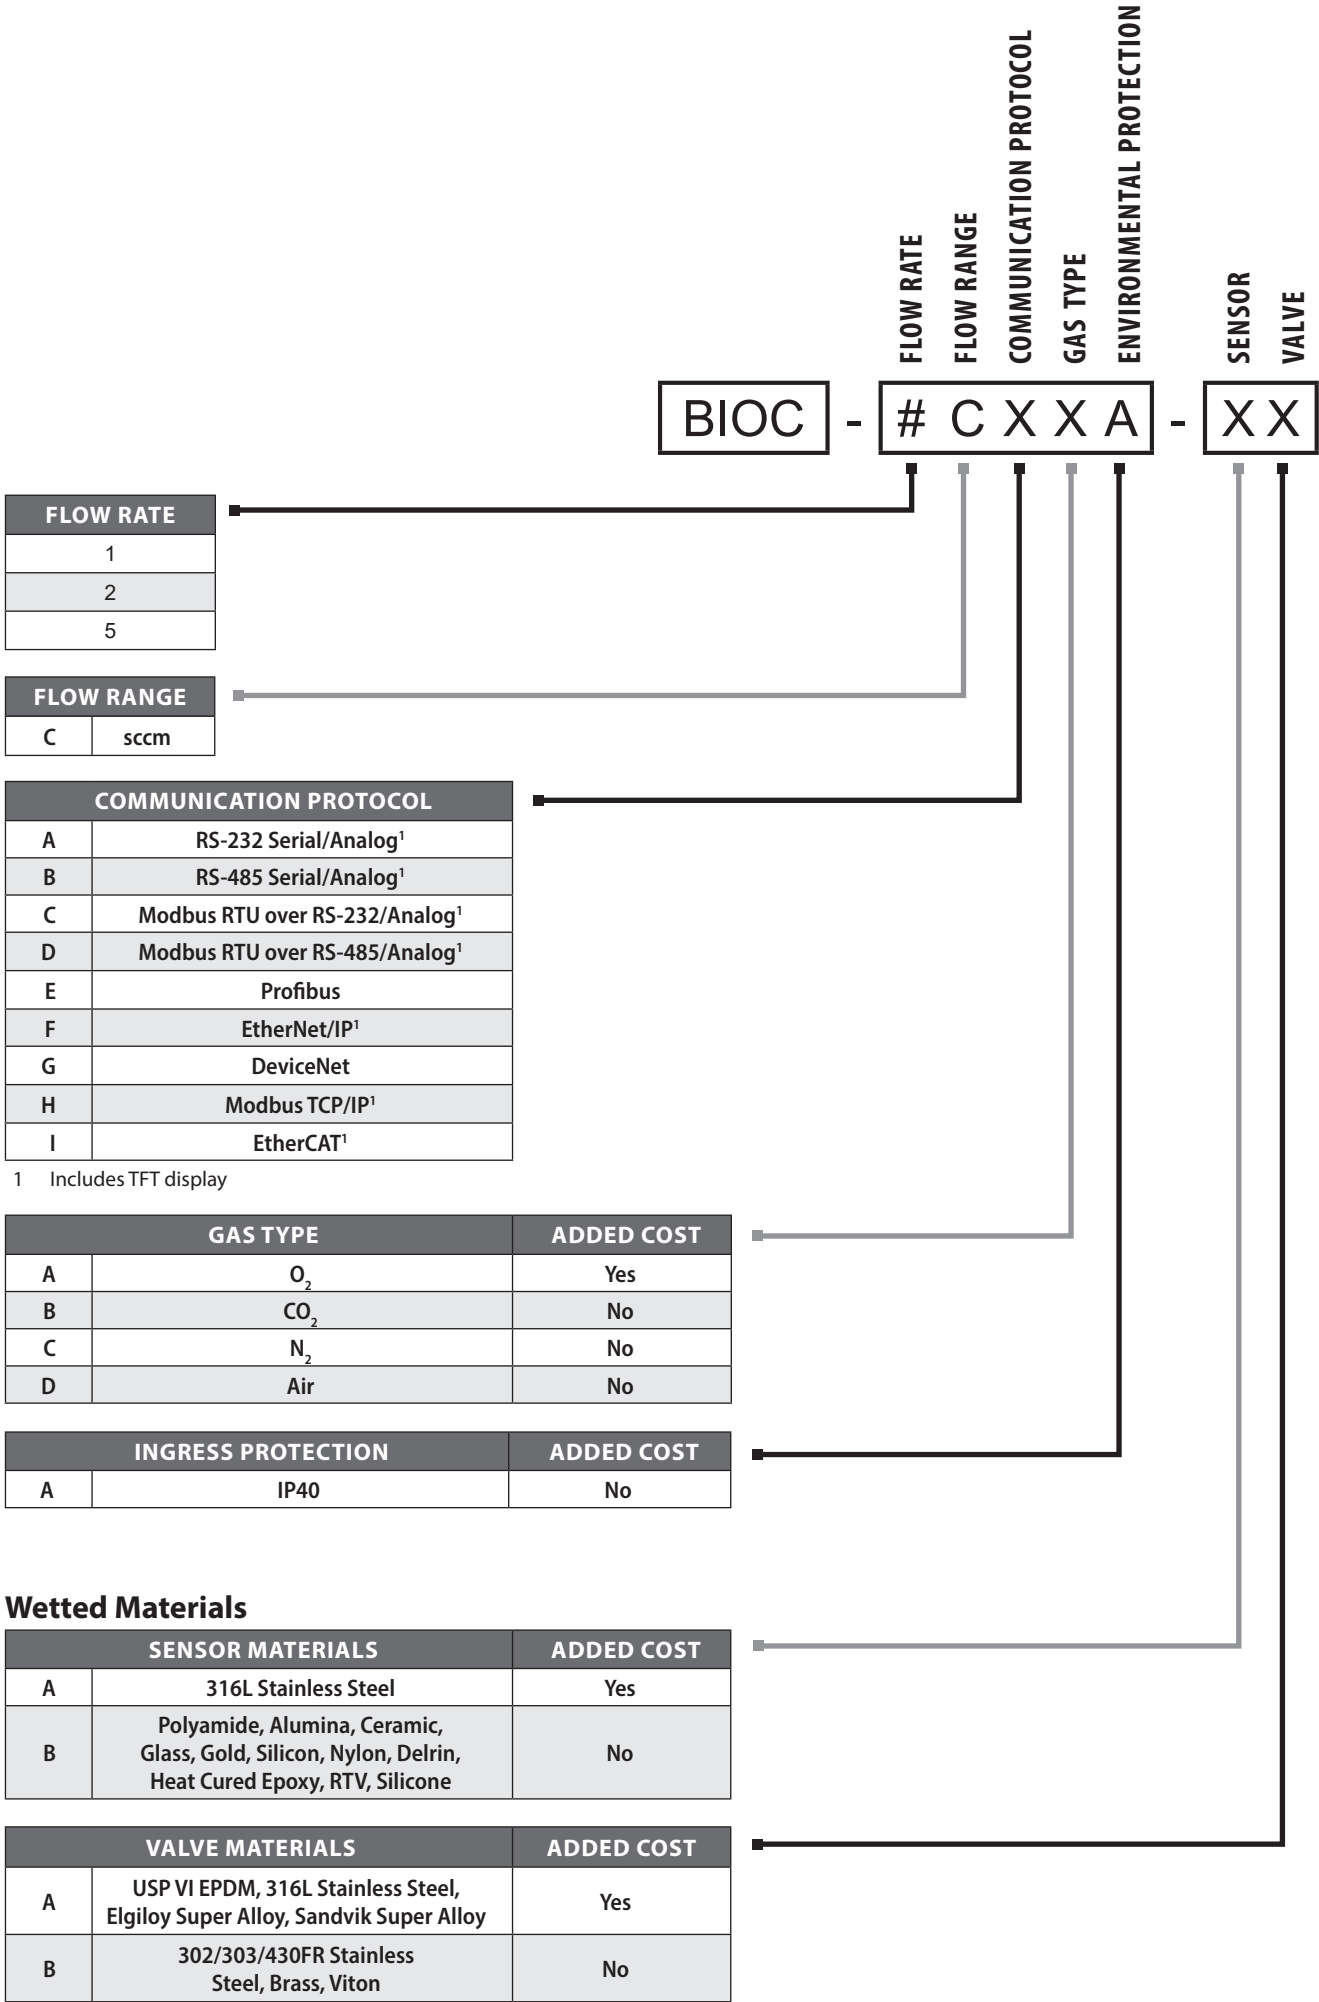 FLOW RATE
FLOW RANGE
COMMUNICATION PROTOCOL
GAS TYPE
ENVIRONMENTAL PROTECTION
SENSOR
VALVE
BIOC - # C X X A - X X
FLOW RATE
1
2
5
FLOW RANGE
C sccm
COMMUNICATION PROTOCOL
A RS-232 Serial/Analog¹
B RS-485 Serial/Analog¹
C Modbus RTU over RS-232/Analog¹
D Modbus RTU over RS-485/Analog¹
E Profibus
F EtherNet/IP¹
G DeviceNet
H Modbus TCP/IP¹
I EtherCAT¹
1 Includes TFT display
GAS TYPE ADDED COST
A O₂ Yes
B CO₂ No
C N₂ No
D Air No
INGRESS PROTECTION ADDED COST
A IP40 No
Wetted Materials
SENSOR MATERIALS ADDED COST
A 316L Stainless Steel Yes
Polyamide, Alumina, Ceramic,
B Glass, Gold, Silicon, Nylon, Delrin, No
Heat Cured Epoxy, RTV, Silicone
VALVE MATERIALS ADDED COST
A USP VI EPDM, 316L Stainless Steel, Yes
Elgiloy Super Alloy, Sandvik Super Alloy
B 302/303/430FR Stainless No
Steel, Brass, Viton